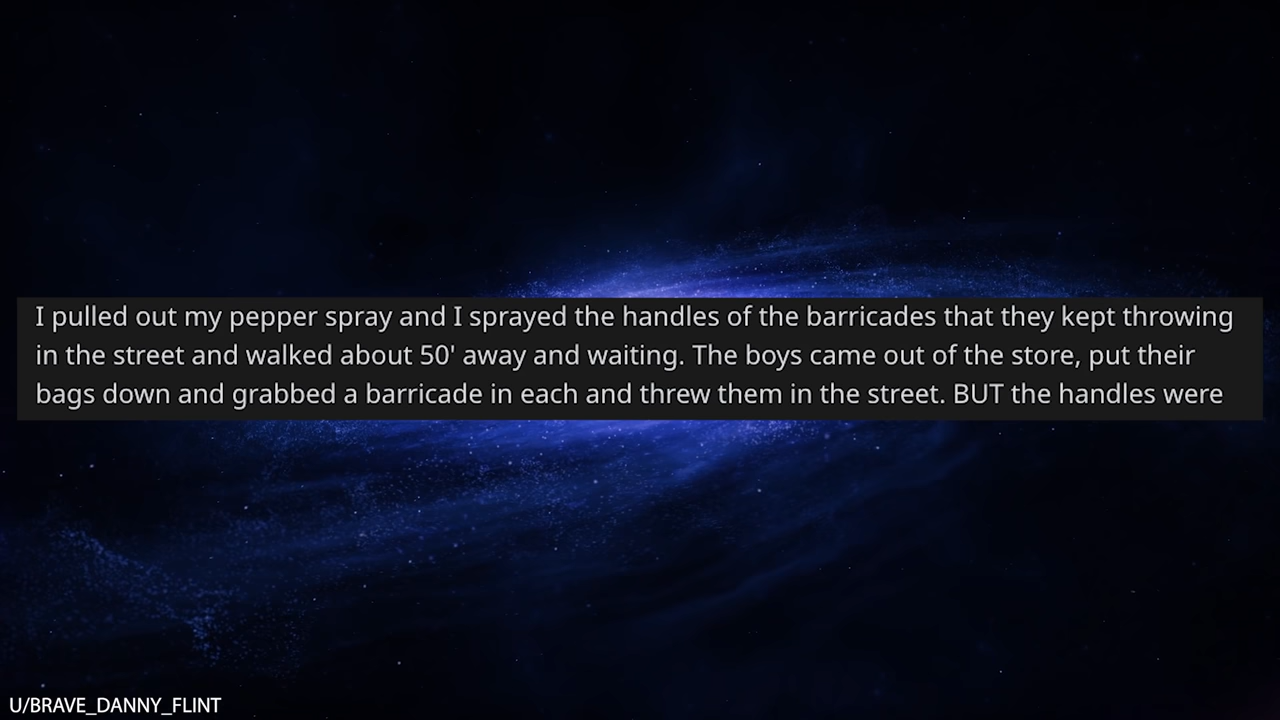 I pulled out my pepper spray and I sprayed the handles of the barricades that they kept throwing
in the street and walked about 50' away and waiting. The boys came out of the store, put their
bags down and grabbed a barricade in each and threw them in the street. BUT the handles were
U/BRAVE_DANNY_FLINT